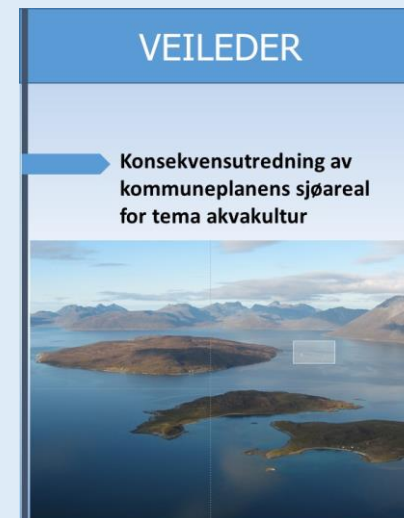 VEILEDER
Konsekvensutredning av
kommuneplanens sjøareal
for tema akvakultur